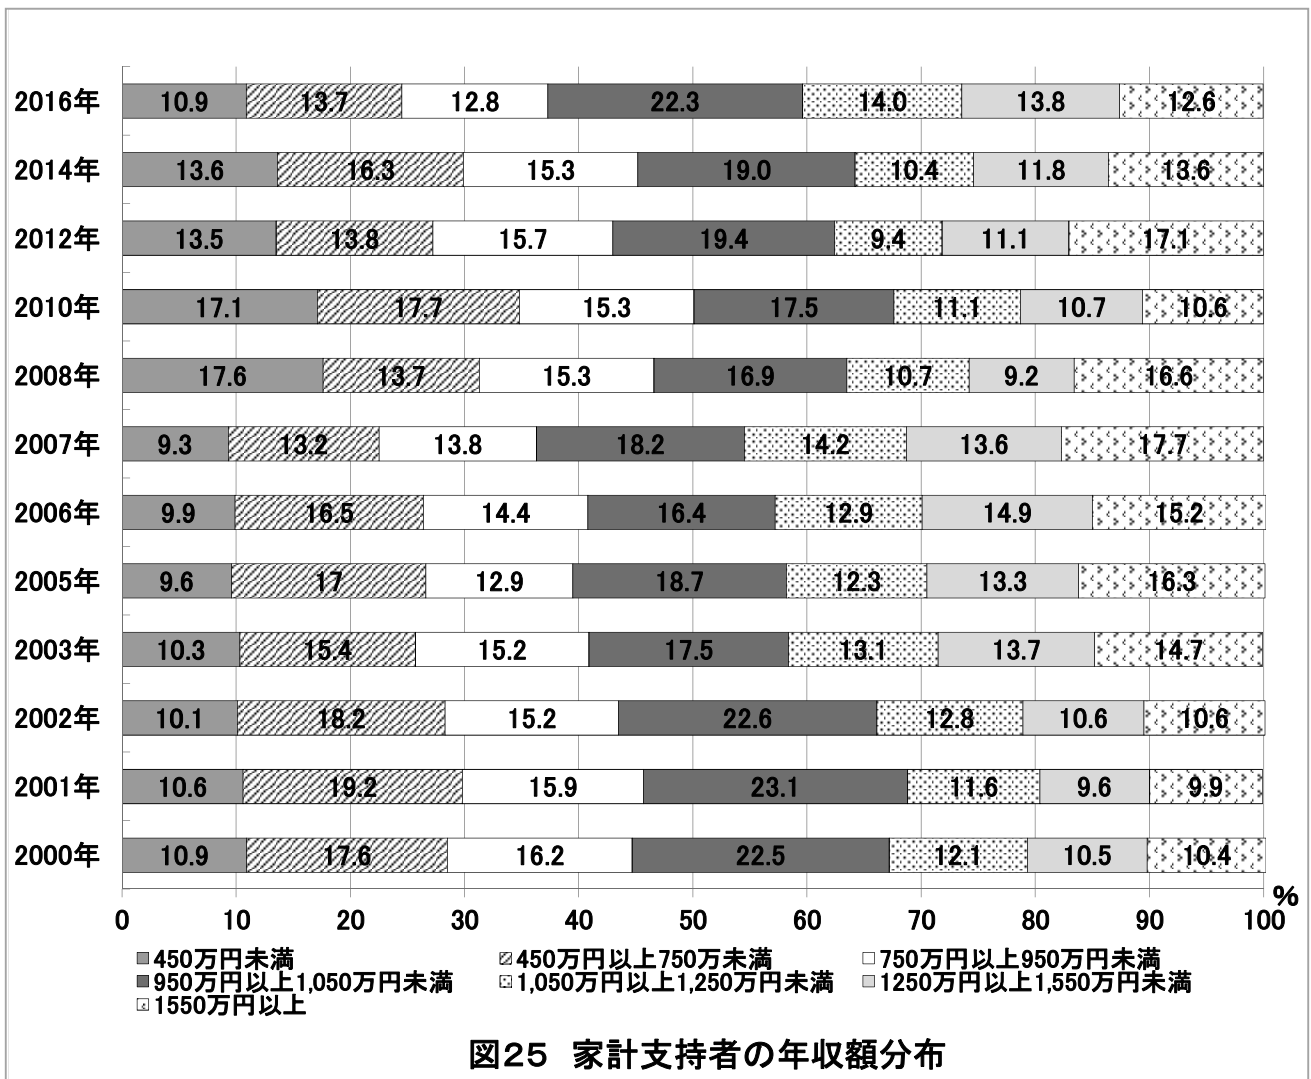 2016年 10.9 13.7 12.8 22.3 14.0 13.8 12.6
2014年 13.6 16.3 15.3 19.0 10.4 11.8 13.6
2012年 13.5 13.8 15.7 19.4 9.4 11.1 17.1
2010年 17.1 17.7 15.3 17.5 11.1 10.7 10.6
2008年 17.6 13.7 15.3 16.9 10.7 9.2 16.6
2007年 9.3 13.2 13.8 18.2 14.2 13.6 17.7
2006年 9.9 16.5 14.4 16.4 12.9 14.9 15.2
2005年 9.6 17 12.9 18.7 12.3 13.3 16.3
2003年 10.3 15.4 15.2 17.5 13.1 13.7 14.7
2002年 10.1 18.2 15.2 22.6 12.8 10.6 10.6
2001年 10.6 19.2 15.9 23.1 11.6 9.6 9.9
2000年 10.9 17.6 16.2 22.5 12.1 10.5 10.4
%
0 10 20 30 40 50 60 70 80 90 100
450万円未満 450万円以上750万未満 750万円以上950万円未満
950万円以上1,050万円未満 1,050万円以上1,250万円未満 1250万円以上1,550万円未満
1550万円以上
図25 家計支持者の年収額分布